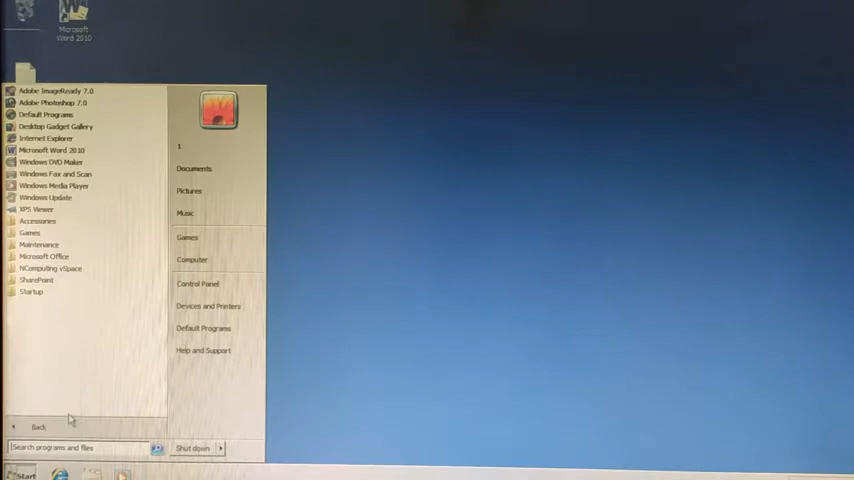 Microsoft
Word 2010
Adobe ImageReady 7.0
Adobe Photoshop 7.0
Default Programs
Desktop Gadget Gallery
Internet Explorer
Microsoft Word 2010
Windows DVD Maker
Windows Fax and Scan
Windows Media Player
Windows Update
XPS Viewer
Accessories
Games
Maintenance
Microsoft Office
NComputing vSpace
SharePoint
Startup
Back
Search programs and files
1
Documents
Pictures
Music
Games
Computer
Control Panel
Devices and Printers
Default Programs
Help and Support
Shut down
Start